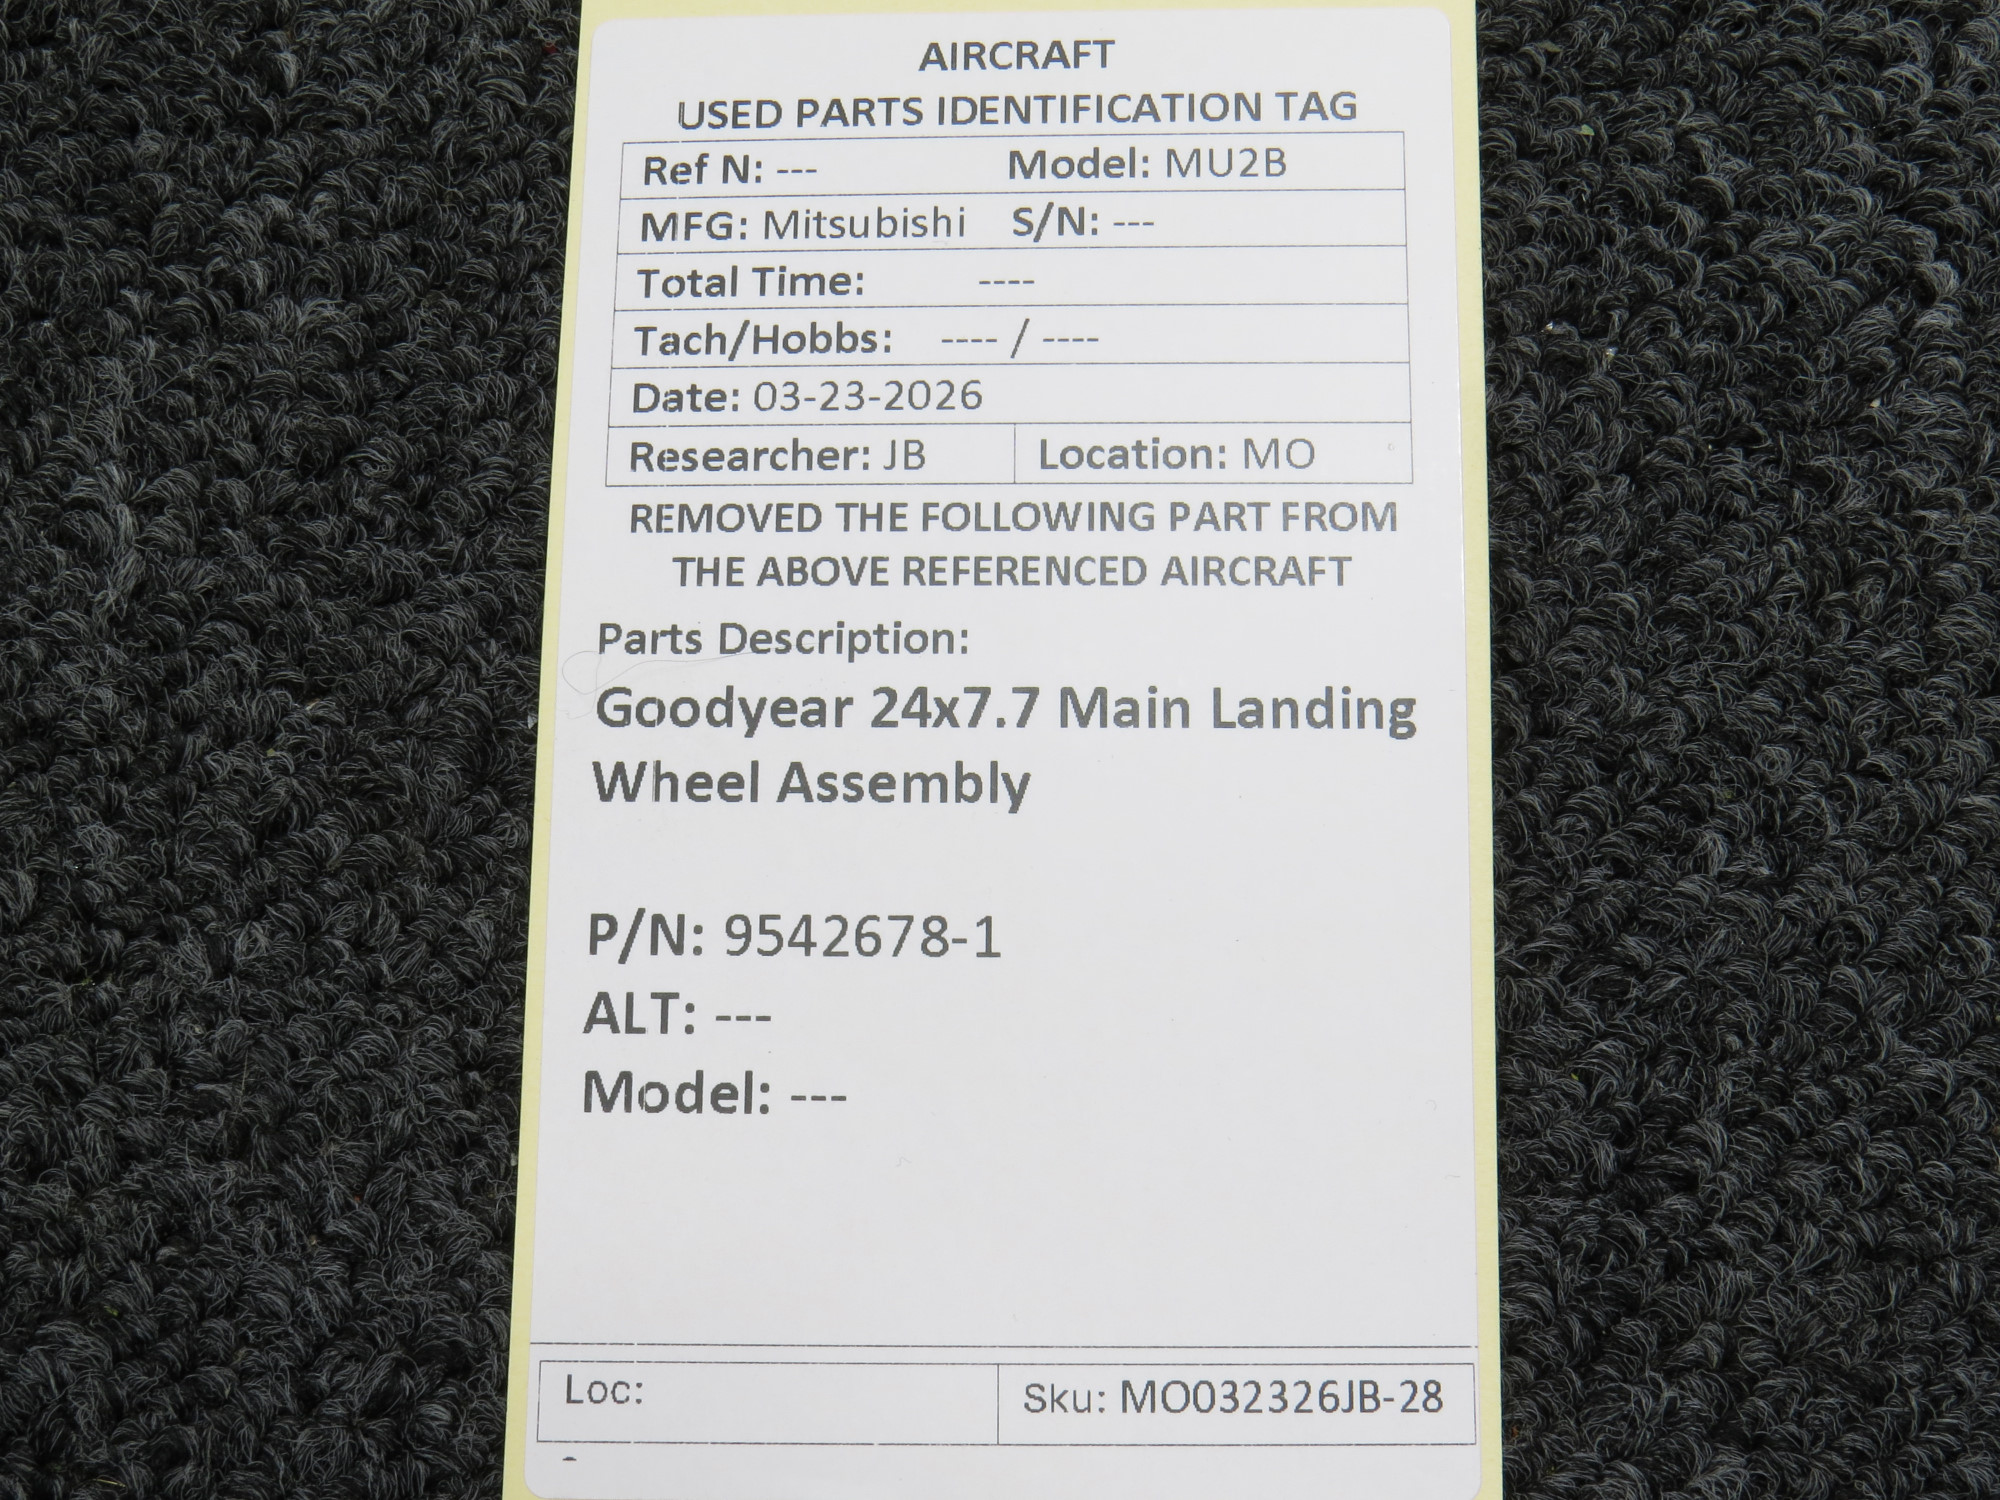 AIRCRAFT
USED PARTS IDENTIFICATION TAG
Ref N: --- Model: MU2B
MFG: Mitsubishi S/N: ---
Total Time: ----
Tach/Hobbs: ---- / ----
Date: 03-23-2026
Researcher: JB Location: MO
REMOVED THE FOLLOWING PART FROM
THE ABOVE REFERENCED AIRCRAFT
Parts Description:
Goodyear 24x7.7 Main Landing
Wheel Assembly
P/N: 9542678-1
ALT: ---
Model: ---
Loc: Sku: MO032326JB-28